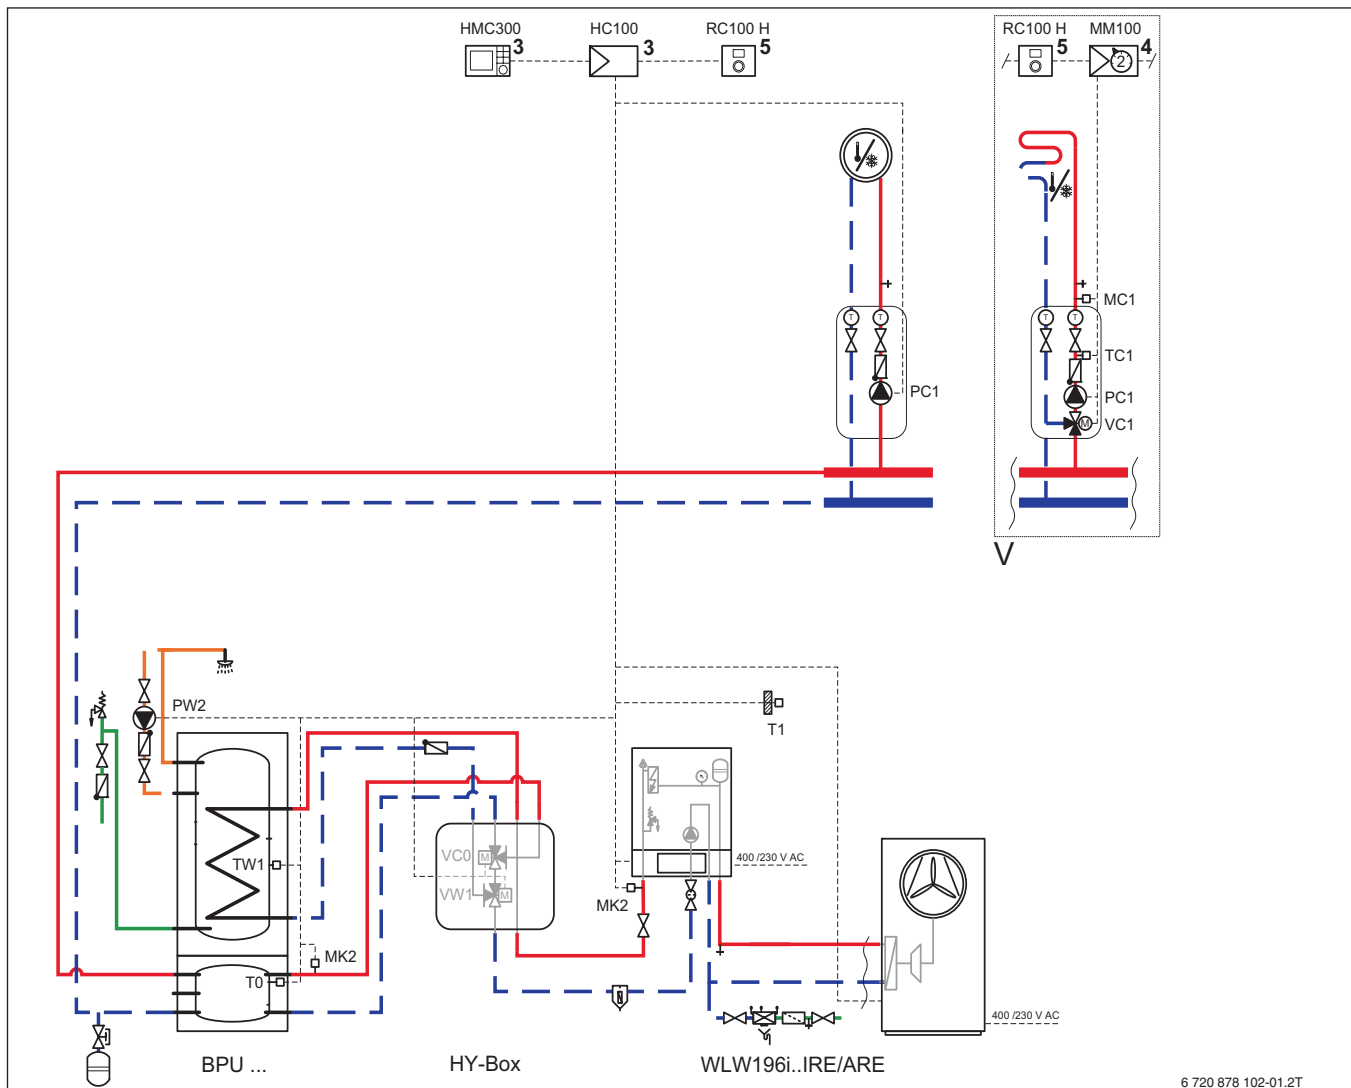 HMC300 HC100 RC100 H RC100 H MM100
3 3 5 5 4
2
T T T T
MC1
TC1
PC1 PC1
M VC1
V
PW2
T1
400 /230 V AC
VC0 M
TW1
VW1 M
MK2
MK2
T0
400 /230 V AC
BPU ... HY-Box WLW196i..IRE/ARE
6 720 878 102-01.2T